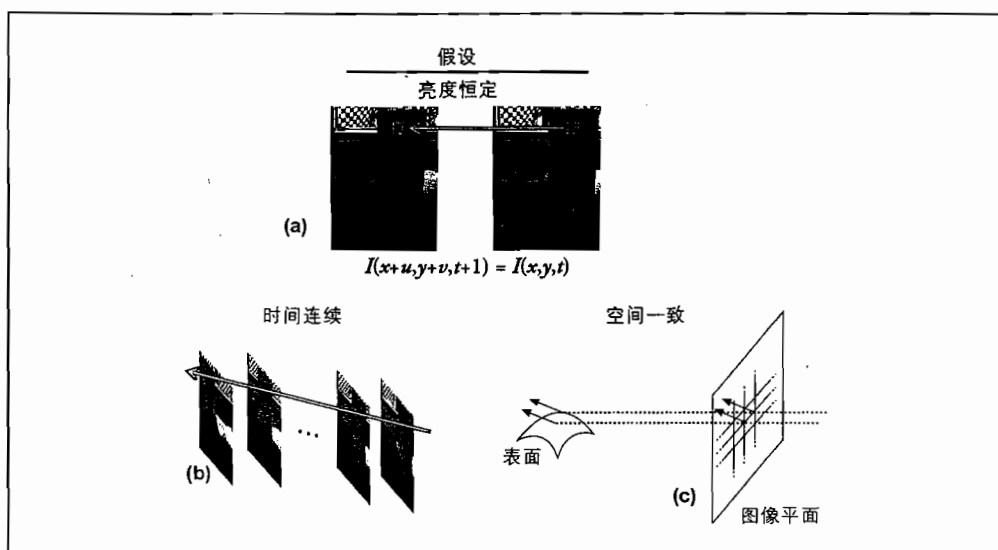 假设
亮度恒定
(a)
I(x+u,y+v,t+1) = I(x,y,t)
时间连续
空间一致
...
(b)
表面
(c)
图像平面